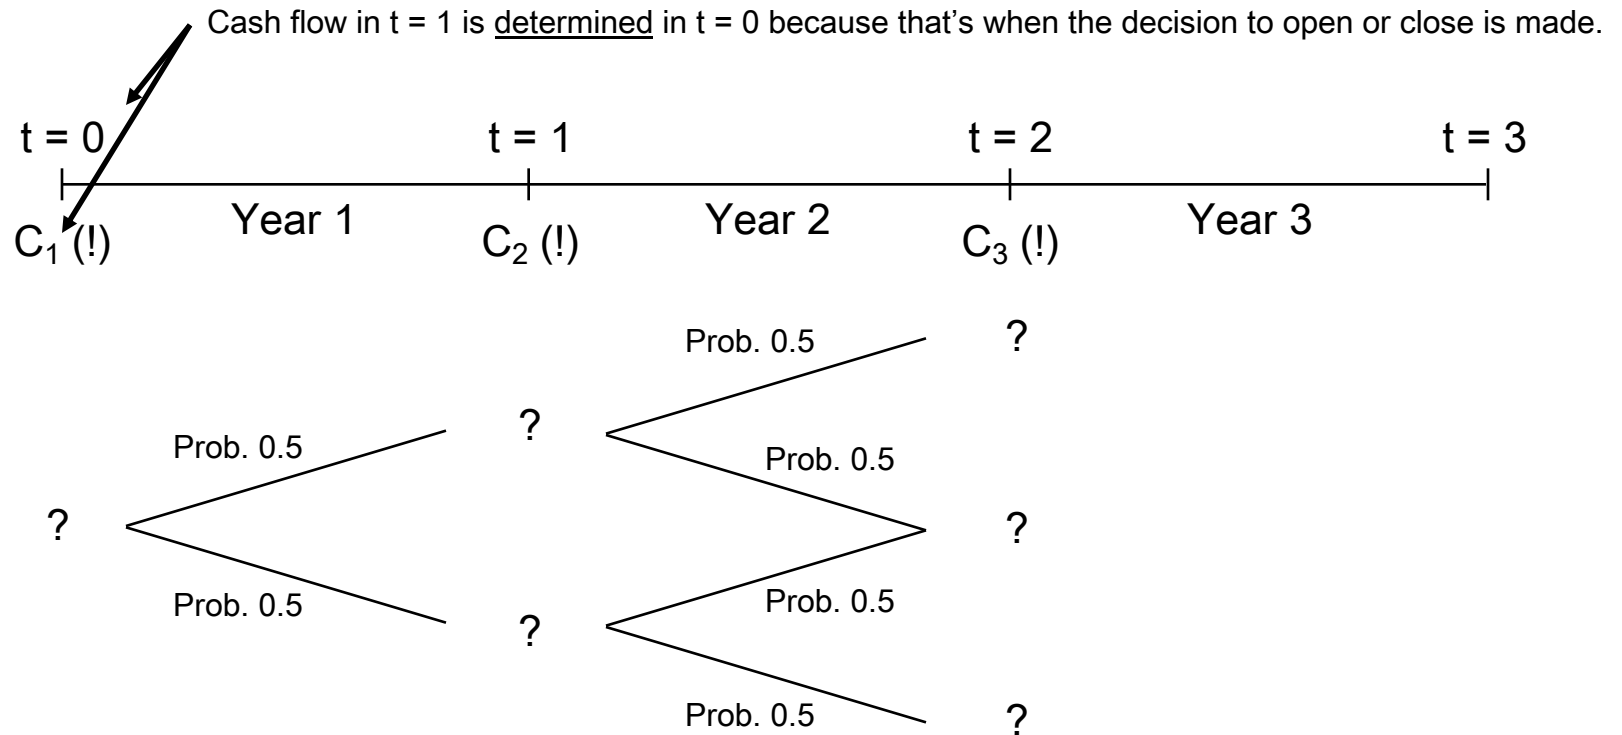 Cash flow in t = 1 is determined in t = 0 because that’s when the decision to open or close is made.
t = 0 t = 1 t = 2 t = 3
Year 1 Year 2 Year 3
C₁ (!) C₂ (!) C₃ (!)
Prob. 0.5 ?
Prob. 0.5 ?
Prob. 0.5
? ?
Prob. 0.5 Prob. 0.5
?
Prob. 0.5 ?